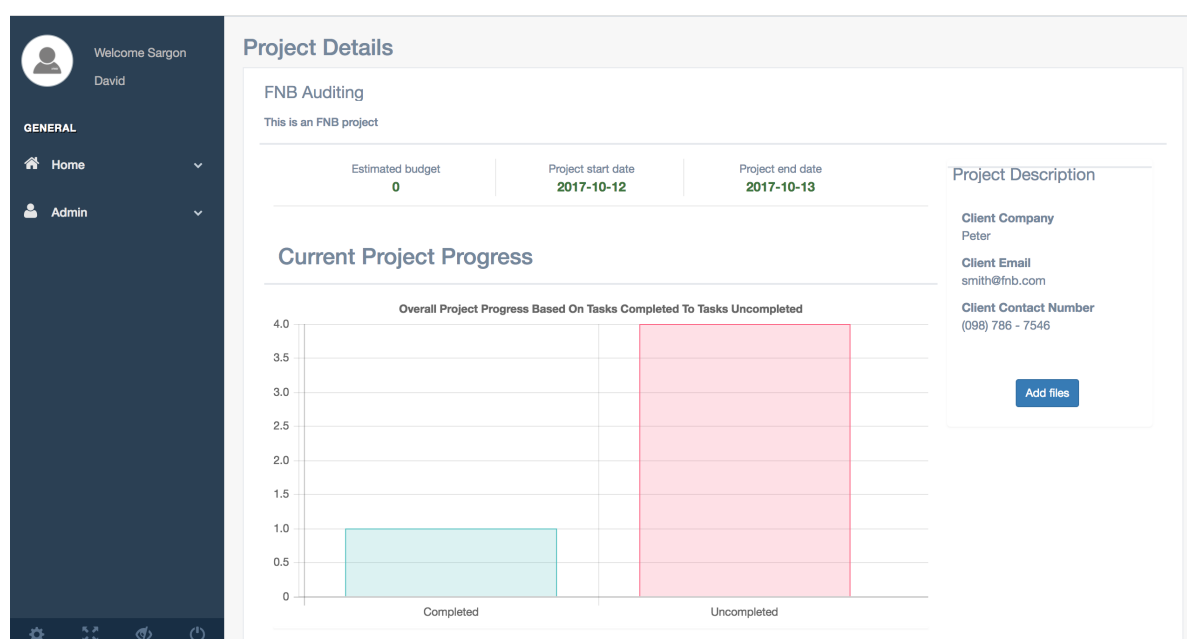 Welcome Sargon
David
GENERAL
Home
Admin
Project Details
FNB Auditing
This is an FNB project
Estimated budget
0
Project start date
2017-10-12
Project end date
2017-10-13
Current Project Progress
Overall Project Progress Based On Tasks Completed To Tasks Uncompleted
4.0
3.5
3.0
2.5
2.0
1.5
1.0
0.5
0
Completed Uncompleted
Project Description
Client Company
Peter
Client Email
smith@fnb.com
Client Contact Number
(098) 786 - 7546
Add files